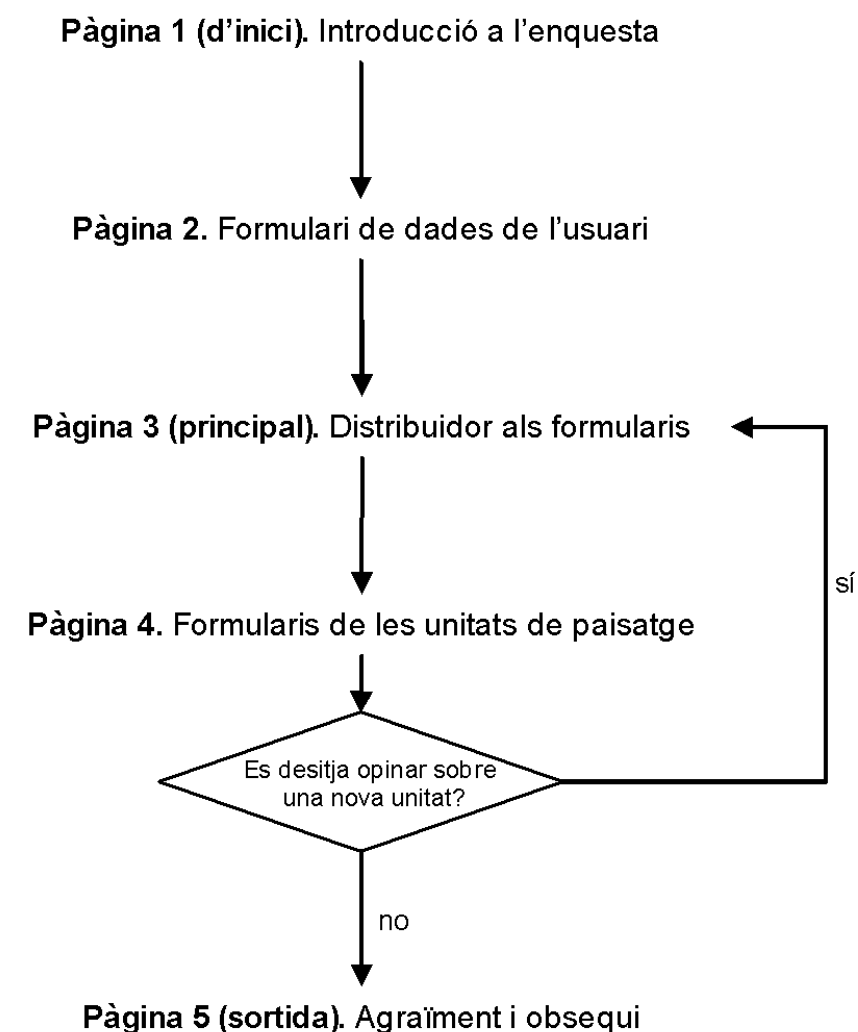 Pàgina 1 (d’inici). Introducció a l’enquesta
Pàgina 2. Formulari de dades de l’usuari
Pàgina 3 (principal). Distribuidor als formularis
sí
Pàgina 4. Formularis de les unitats de paisatge
Es desitja opinar sobre
una nova unitat?
no
Pàgina 5 (sortida). Agraïment i obsequi